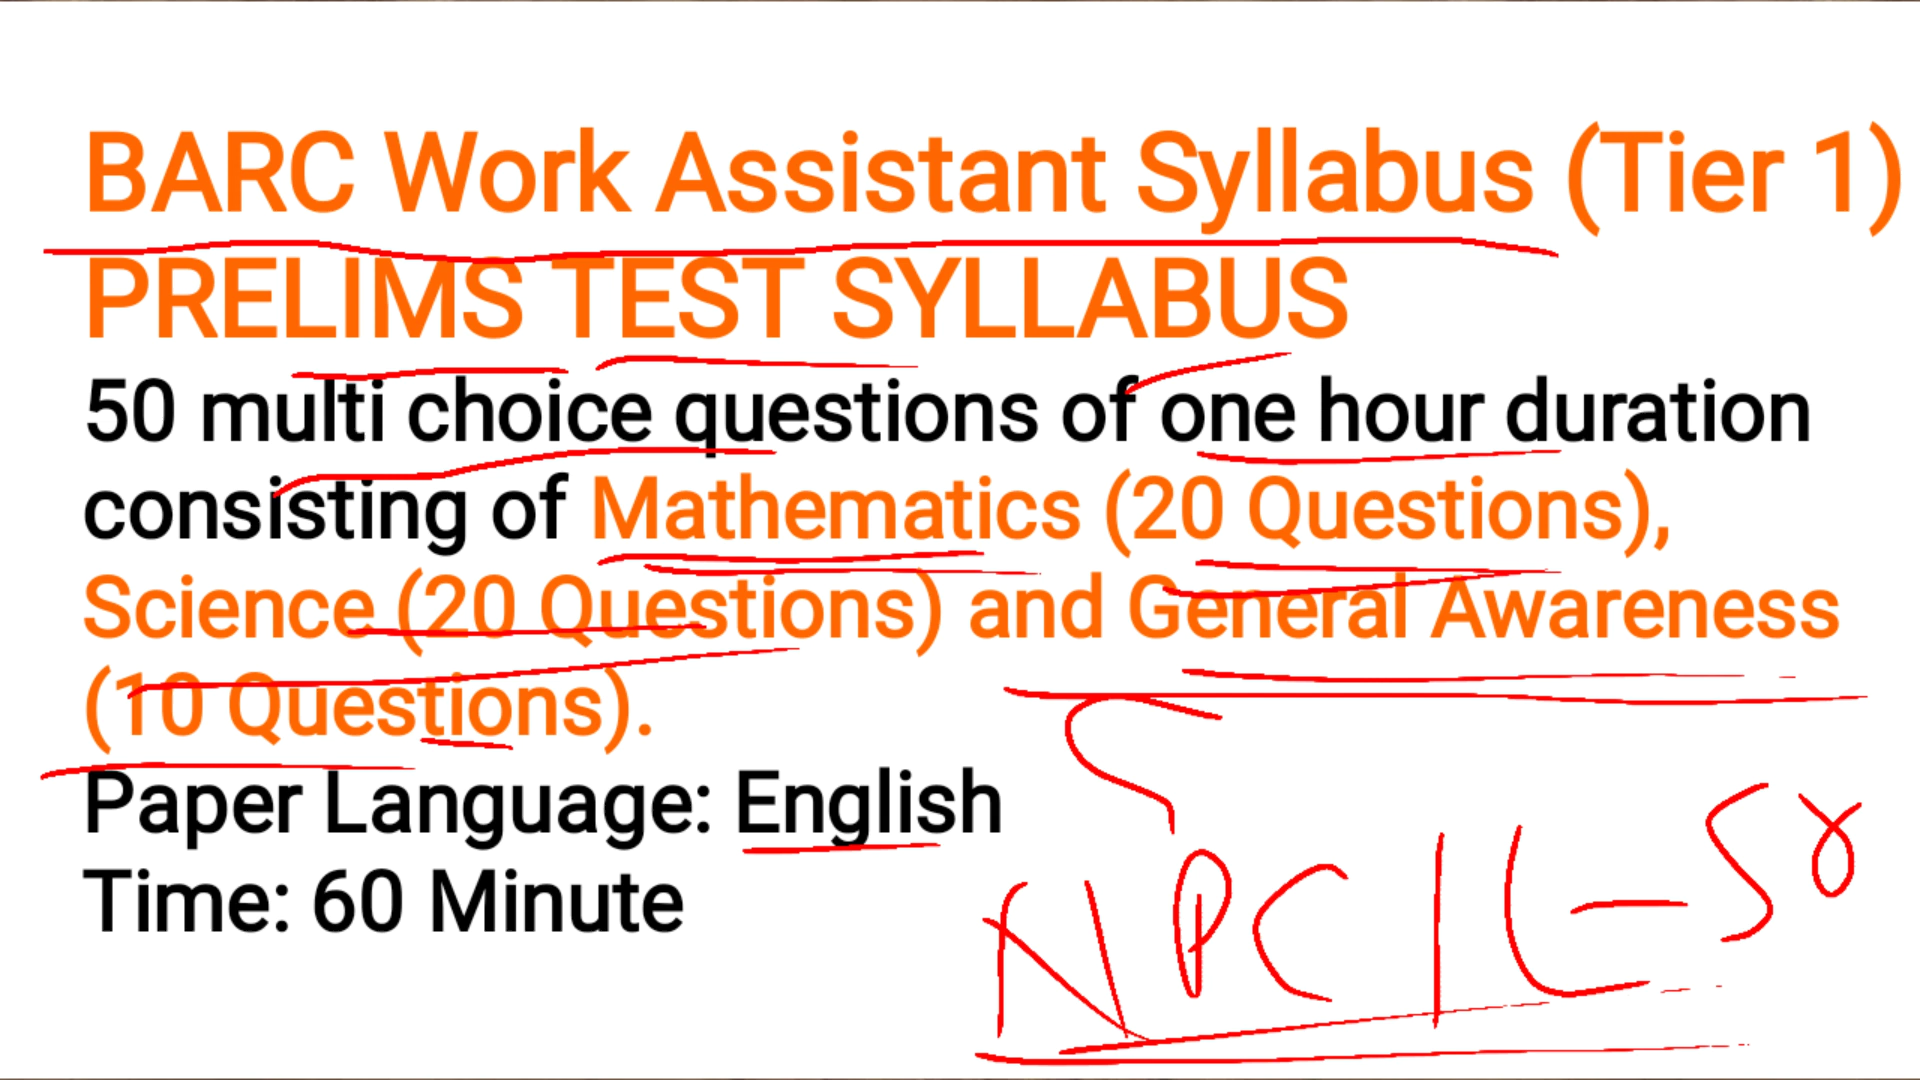 BARC Work Assistant Syllabus (Tier 1)
PRELIMS TEST SYLLABUS
50 multi choice questions of one hour duration
consisting of Mathematics (20 Questions),
Science (20 Questions) and General Awareness
(10 Questions).
Paper Language: English
Time: 60 Minute
NPCIL-50